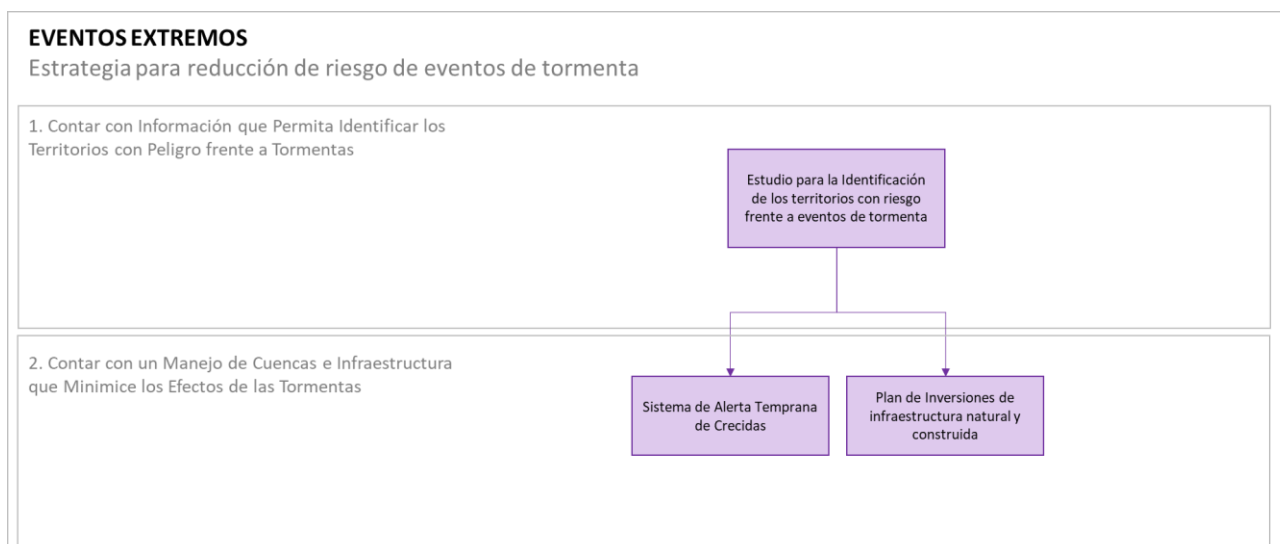 EVENTOS EXTREMOS
Estrategia para reducción de riesgo de eventos de tormenta
1. Contar con Información que Permita Identificar los
Territorios con Peligro frente a Tormentas
Estudio para la Identificación
de los territorios con riesgo
frente a eventos de tormenta
2. Contar con un Manejo de Cuencas e Infraestructura
que Minimice los Efectos de las Tormentas
Sistema de Alerta Temprana
de Crecidas
Plan de Inversiones de
infraestructura natural y
construida